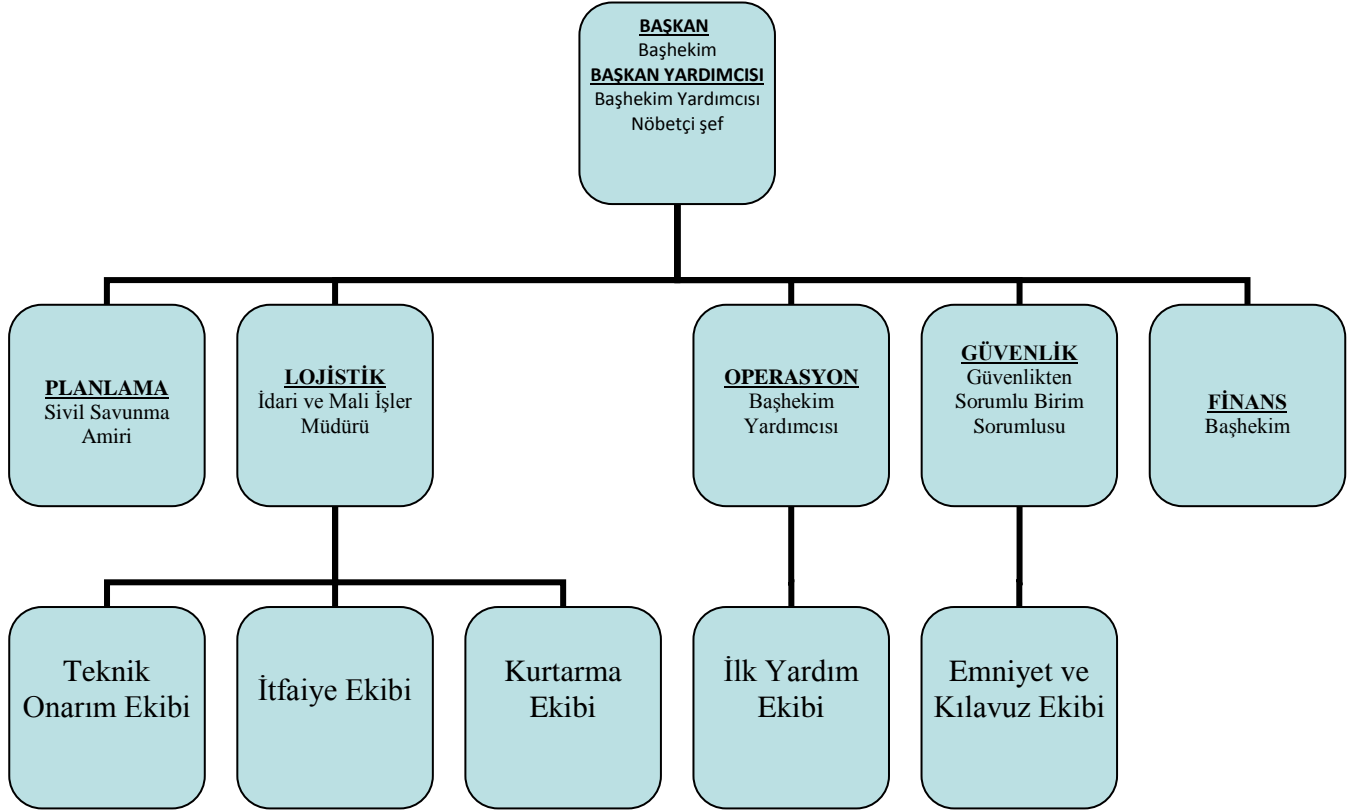 BAŞKAN
Başhekim
BAŞKAN YARDIMCISI
Başhekim Yardımcısı
Nöbetçi şef
PLANLAMA
Sivil Savunma
Amiri
LOJİSTİK
İdari ve Mali İşler
Müdürü
OPERASYON
Başhekim
Yardımcısı
GÜVENLİK
Güvenlikten
Sorumlu Birim
Sorumlusu
FİNANS
Başhekim
Teknik
Onarım Ekibi
İtfaiye Ekibi
Kurtarma
Ekibi
İlk Yardım
Ekibi
Emniyet ve
Kılavuz Ekibi